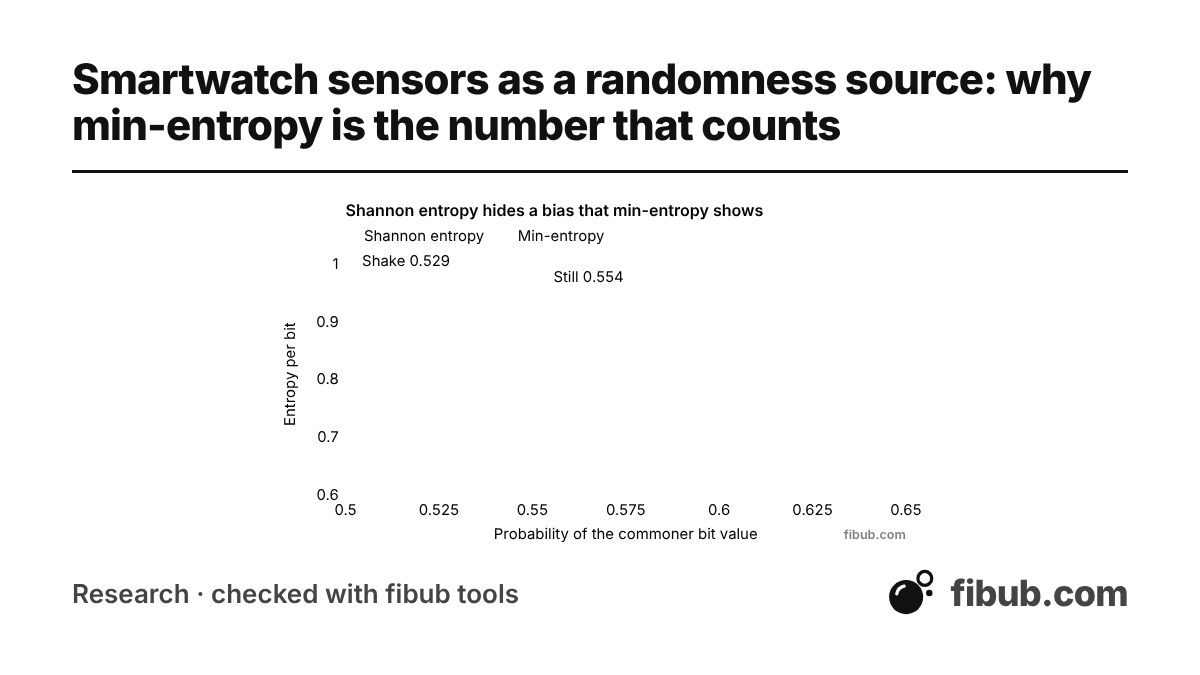 Smartwatch sensors as a randomness source: why
min-entropy is the number that counts
Shannon entropy hides a bias that min-entropy shows
Shannon entropy Min-entropy
Shake 0.529
Still 0.554
1
0.9
0.8
0.7
0.6
Entropy per bit
0.5 0.525 0.55 0.575 0.6 0.625 0.65
Probability of the commoner bit value
fibub.com
Research · checked with fibub tools
fibub.com